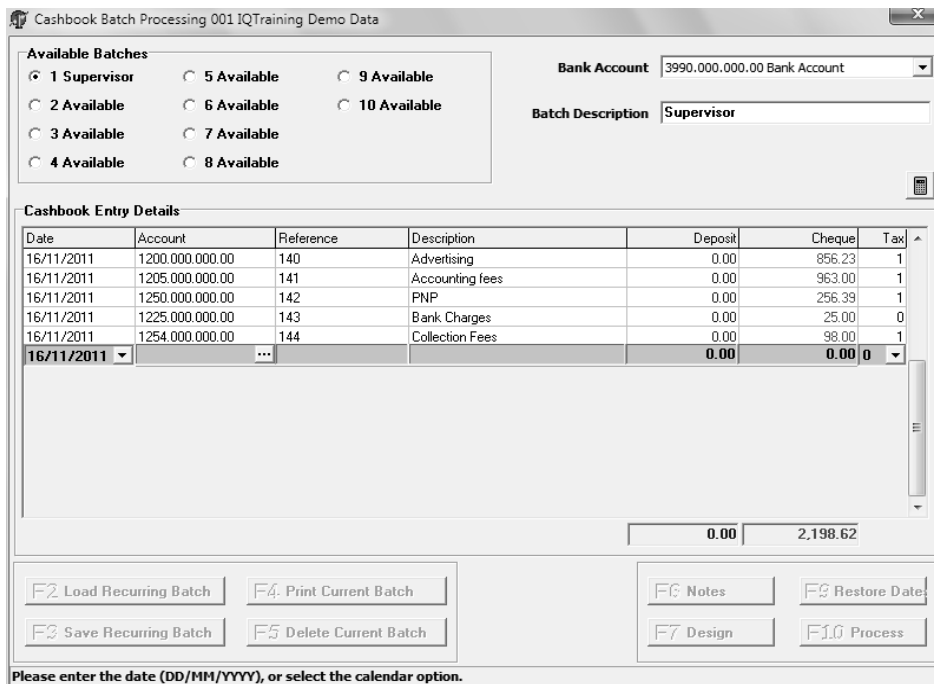 Cashbook Batch Processing 001 IQTraining Demo Data
X
Available Batches
1 Supervisor 5 Available 9 Available
2 Available 6 Available 10 Available
3 Available 7 Available
4 Available 8 Available
Bank Account 3990.000.000.00 Bank Account
Batch Description Supervisor
Cashbook Entry Details
Date Account Reference Description Deposit Cheque Tax
16/11/2011 1200.000.000.00 140 Advertising 0.00 856.23 1
16/11/2011 1205.000.000.00 141 Accounting fees 0.00 963.00 1
16/11/2011 1250.000.000.00 142 PNP 0.00 256.39 1
16/11/2011 1225.000.000.00 143 Bank Charges 0.00 25.00 0
16/11/2011 1254.000.000.00 144 Collection Fees 0.00 98.00 1
16/11/2011 ... 0.00 0.00 0
0.00 2,198.62
F2 Load Recurring Batch F4 Print Current Batch F6 Notes F9 Restore Date
F3 Save Recurring Batch F5 Delete Current Batch F7 Design F10 Process
Please enter the date (DD/MM/YYYY), or select the calendar option.